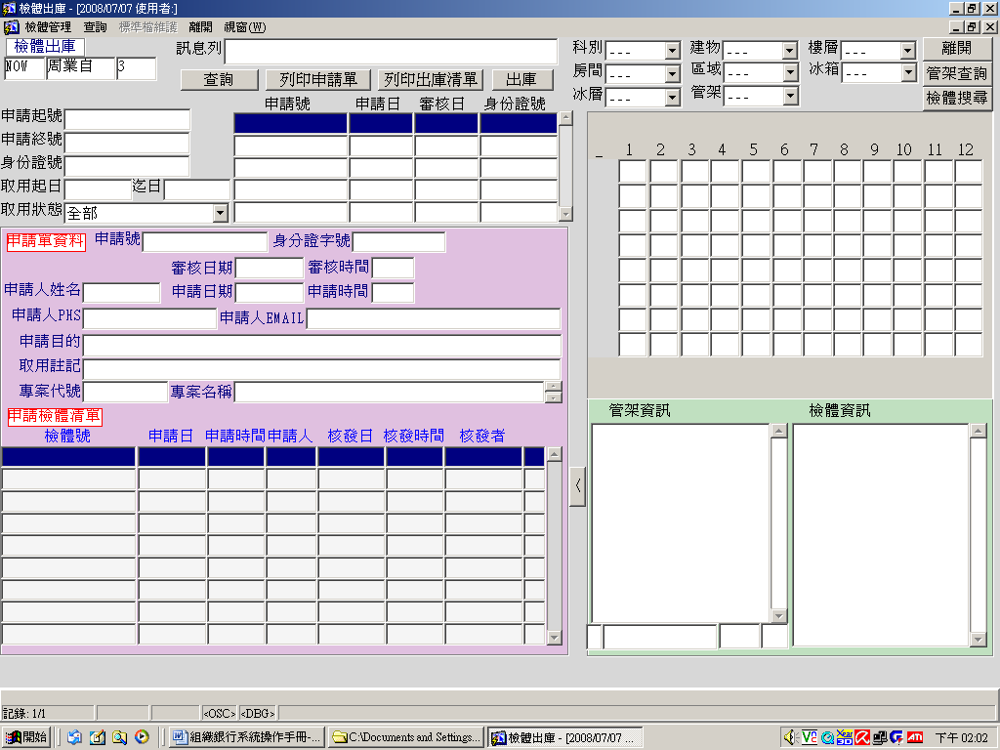 檢體出庫 - [2008/07/07 使用者:]
檢體管理 查詢 標準檔維護 離開 視窗(W)
檢體出庫 訊息列
NOW 周業自 3
查詢 列印申請單 列印出庫清單 出庫
科別 --- 建物 --- 樓層 --- 離開
房間 --- 區域 --- 冰箱 --- 管架查詢
冰層 --- 管架 --- 檢體搜尋
申請號 申請日 審核日 身份證號
申請起號
申請終號
身份證號
取用起日 迄日
取用狀態 全部
_ 1 2 3 4 5 6 7 8 9 10 11 12
申請單資料 申請號 身分證字號
審核日期 審核時間
申請人姓名 申請日期 申請時間
申請人PHS 申請人EMAIL
申請目的
取用註記
專案代號 專案名稱
申請檢體清單
檢體號 申請日 申請時間 申請人 核發日 核發時間 核發者
<
管架資訊 檢體資訊
記錄: 1/1 <OSC> <DBG>
開始 組織銀行系統操作手冊-... C:\Documents and Settings... 檢體出庫 - [2008/07/07 ... 下午 02:02